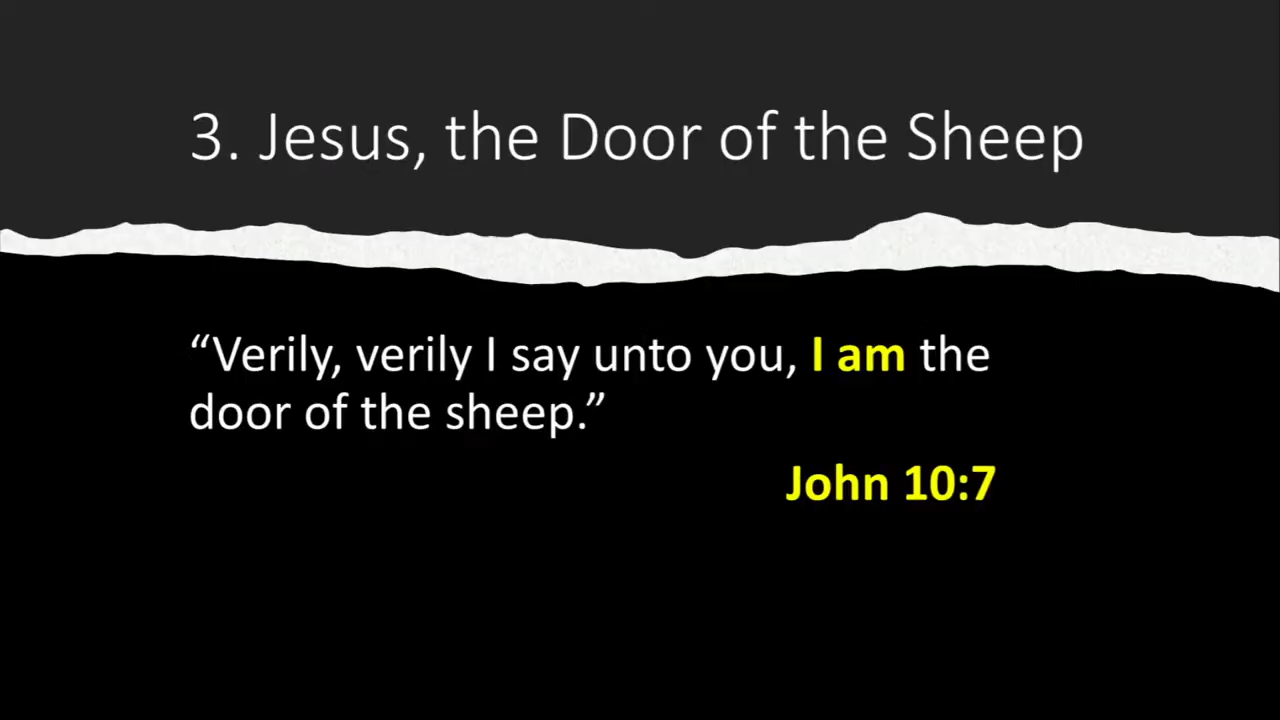 3. Jesus, the Door of the Sheep
“Verily, verily I say unto you, I am the
door of the sheep.”
John 10:7